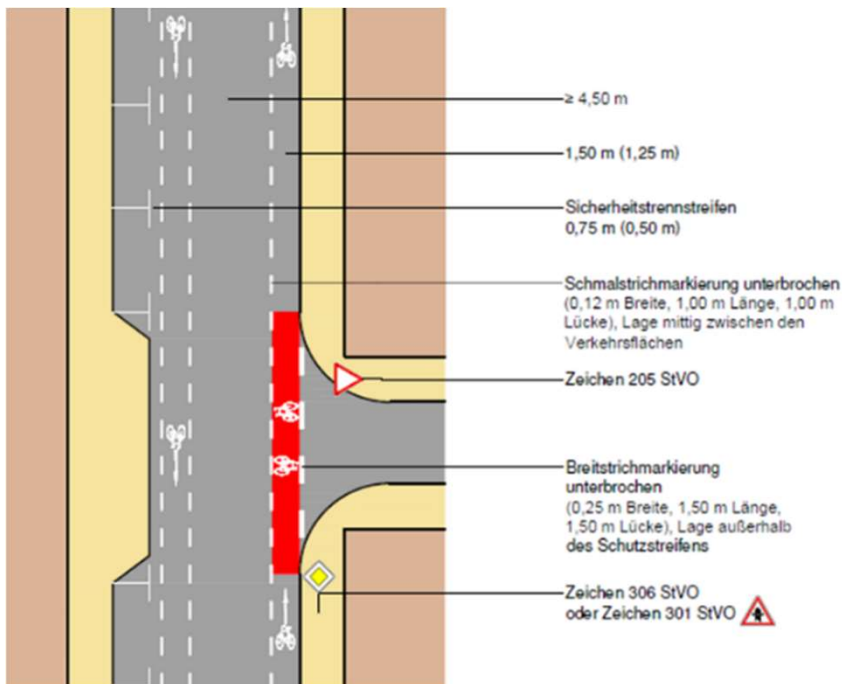 ≥ 4,50 m
1,50 m (1,25 m)
Sicherheitstrennstreifen
0,75 m (0,50 m)
Schmalstrichmarkierung unterbrochen
(0,12 m Breite, 1,00 m Länge, 1,00 m
Lücke), Lage mittig zwischen den
Verkehrsflächen
Zeichen 205 StVO
Breitstrichmarkierung
unterbrochen
(0,25 m Breite, 1,50 m Länge,
1,50 m Lücke), Lage außerhalb
des Schutzstreifens
Zeichen 306 StVO
oder Zeichen 301 StVO